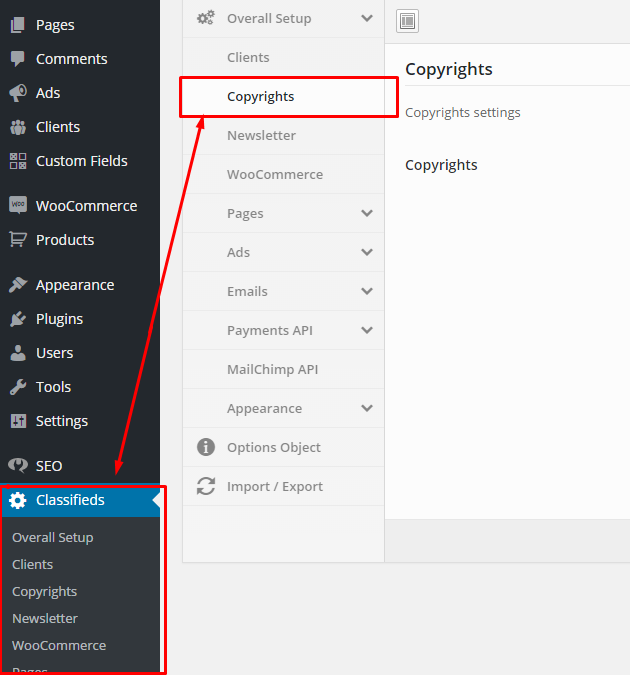 Pages
Comments
Ads
Clients
Custom Fields
WOO
WooCommerce
Products
Appearance
Plugins
Users
Tools
Settings
SEO
Classifieds
Overall Setup
Clients
Copyrights
Newsletter
WooCommerce
Pages
Overall Setup
Clients
Copyrights
Newsletter
WooCommerce
Pages
Ads
Emails
Payments API
MailChimp API
Appearance
Options Object
Import / Export
Copyrights
Copyrights settings
Copyrights